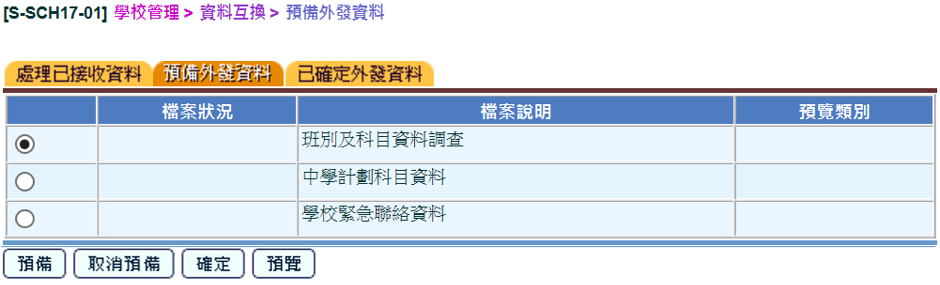 [S-SCH17-01] 學校管理 > 資料互換 > 預備外發資料
處理已接收資料 預備外發資料 已確定外發資料
檔案狀況 檔案說明 預覽類別
班別及科目資料調查
中學計劃科目資料
學校緊急聯絡資料
預備 取消預備 確定 預覽